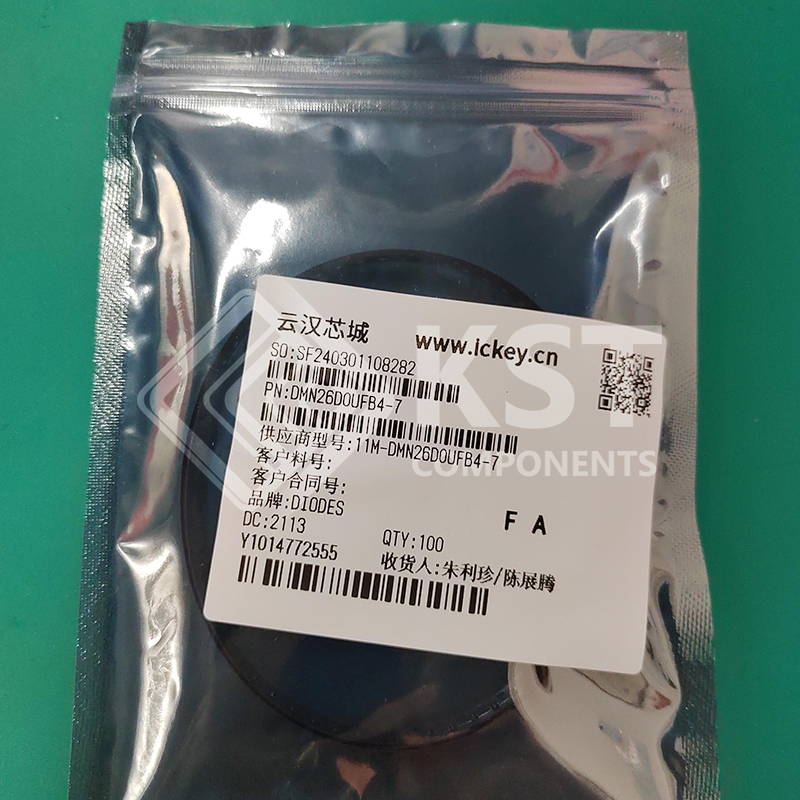 云汉芯城 www.ickey.cn
SO:SF240301108282
PN:DMN26D0UFB4-7
供应商型号:11M-DMN26D0UFB4-7
客户料号:
客户合同号:
品牌:DIODES
F A
DC:2113 QTY:100
Y1014772555 收货人:朱利珍/陈展腾
KST
COMPONENTS